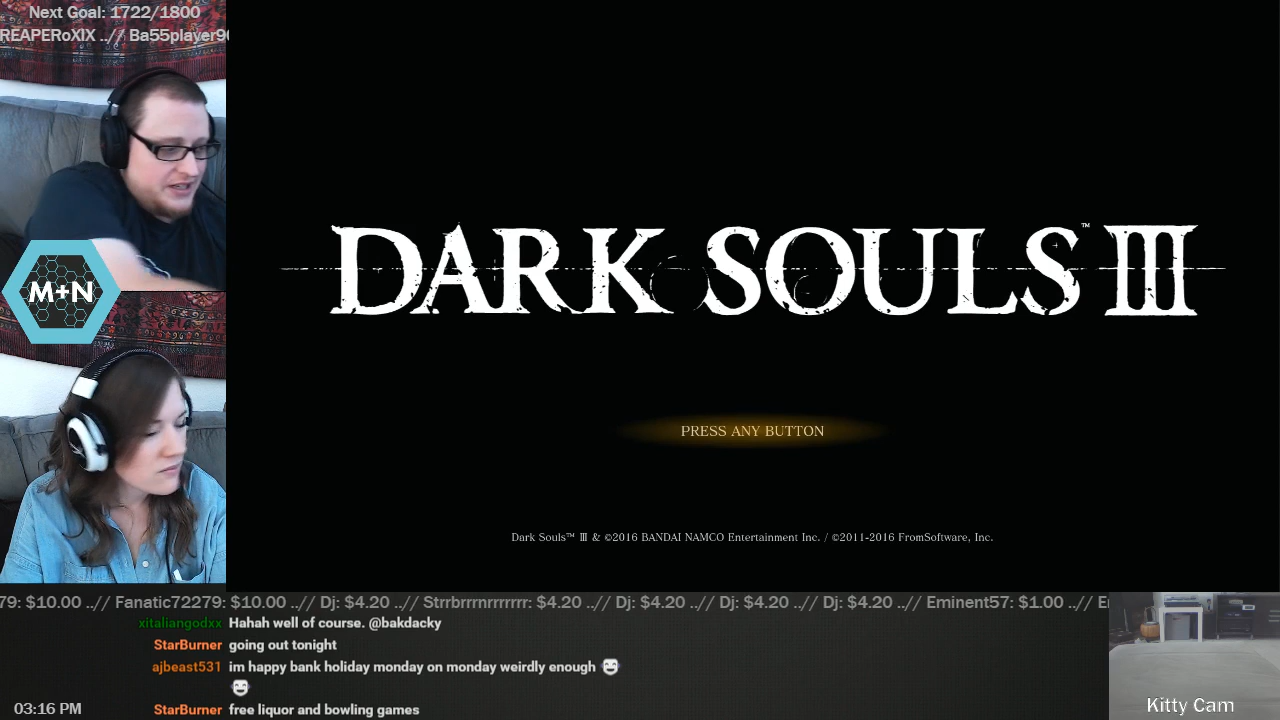 Next Goal: 1722/1800
REAPERoXIX ..// Ba55player9
M+N
DARK SOULS™ III
PRESS ANY BUTTON
Dark Souls™ III & ©2016 BANDAI NAMCO Entertainment Inc. / ©2011-2016 FromSoftware, Inc.
79: $10.00 ..// Fanatic72279: $10.00 ..// Dj: $4.20 ..// Strrbrrrnrrrrrrr: $4.20 ..// Dj: $4.20 ..// Dj: $4.20 ..// Dj: $4.20 ..// Eminent57: $1.00 ..//
xitaliangodxx Hahah well of course. @bakdacky
StarBurner going out tonight
ajbeast531 im happy bank holiday monday on monday weirdly enough
StarBurner free liquor and bowling games
03:16 PM
Kitty Cam